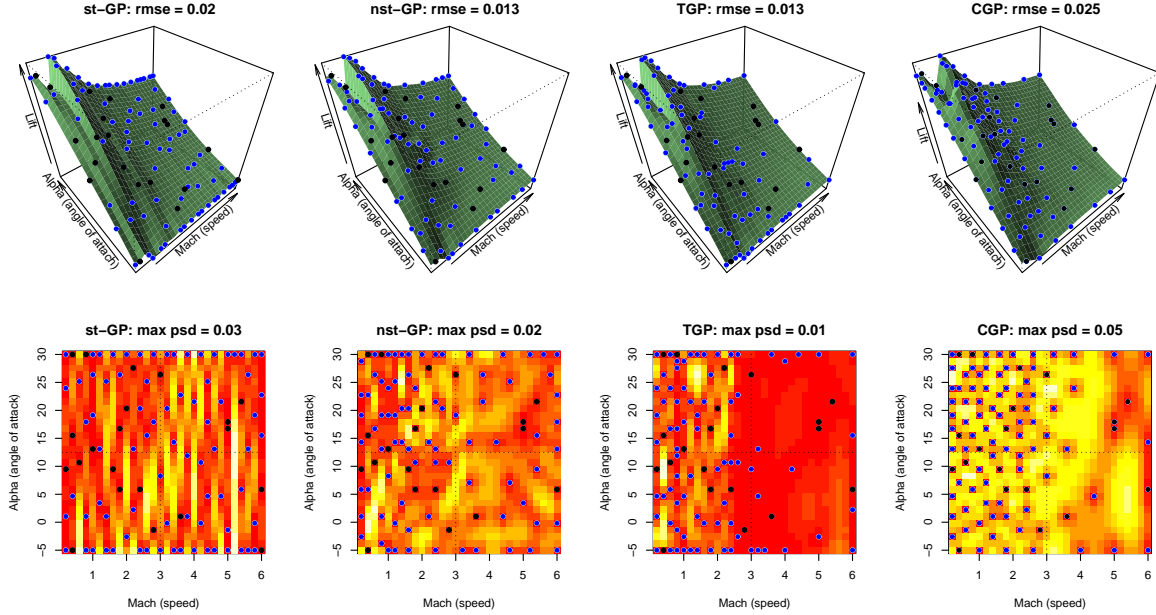 st−GP: rmse = 0.02
nst−GP: rmse = 0.013
TGP: rmse = 0.013
CGP: rmse = 0.025
Lift
Alpha (angle of attach)
Mach (speed)
Lift
Alpha (angle of attach)
Mach (speed)
Lift
Alpha (angle of attach)
Mach (speed)
Lift
Alpha (angle of attach)
Mach (speed)
st−GP: max psd = 0.03
nst−GP: max psd = 0.02
TGP: max psd = 0.01
CGP: max psd = 0.05
Alpha (angle of attack)
−5 0 5 10 15 20 25 30
1 2 3 4 5 6
Mach (speed)
Alpha (angle of attack)
−5 0 5 10 15 20 25 30
1 2 3 4 5 6
Mach (speed)
Alpha (angle of attack)
−5 0 5 10 15 20 25 30
1 2 3 4 5 6
Mach (speed)
Alpha (angle of attack)
−5 0 5 10 15 20 25 30
1 2 3 4 5 6
Mach (speed)